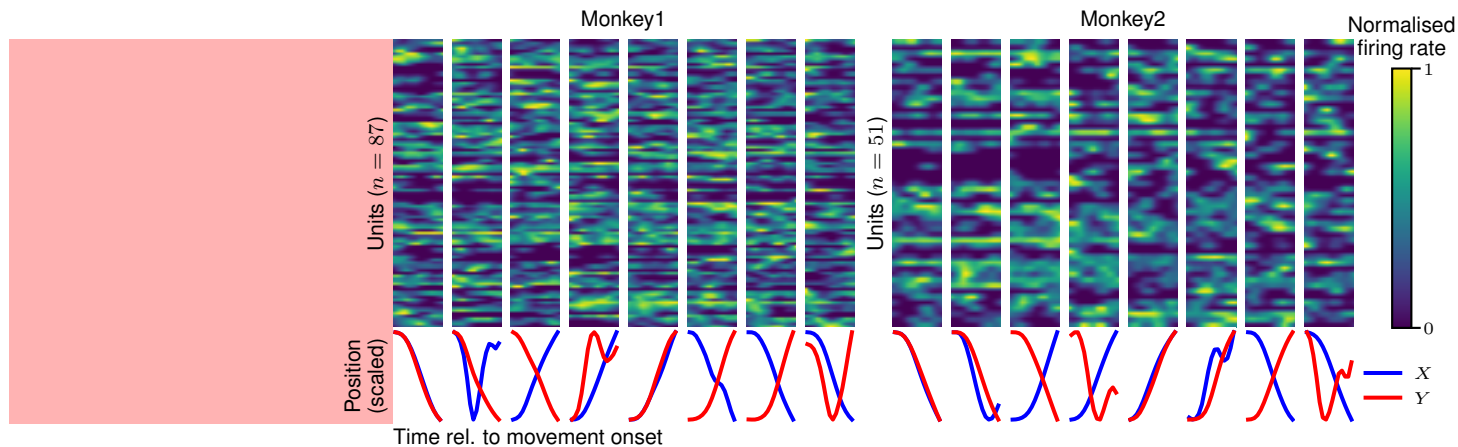 Monkey1
Monkey2
Normalised
firing rate
Units (n = 87)
Units (n = 51)
1
0
Position
(scaled)
X
Y
Time rel. to movement onset